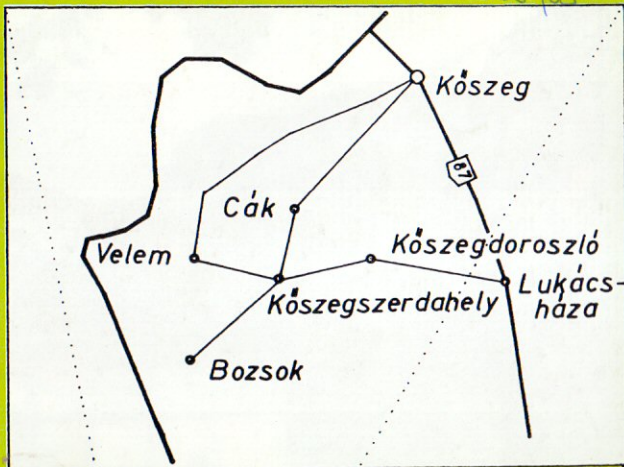 Kőszeg
87
Cák
Velem
Kőszegdoroszló
Kőszegszerdahely
Lukács-
háza
Bozsok